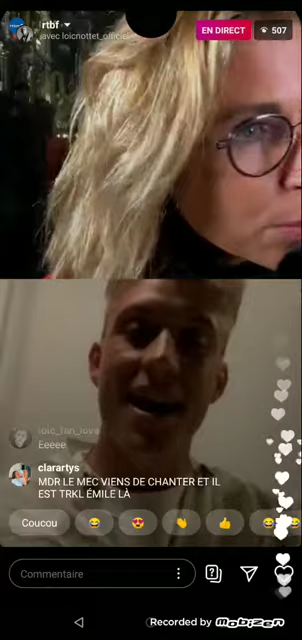 rtbf
avec loicnottet_officiel
EN DIRECT
507
loic_fan_lova
Eeeee
clarartys
MDR LE MEC VIENS DE CHANTER ET IL
EST TRKL ÉMILE LÀ
Coucou
Commentaire
Recorded by Mobizen